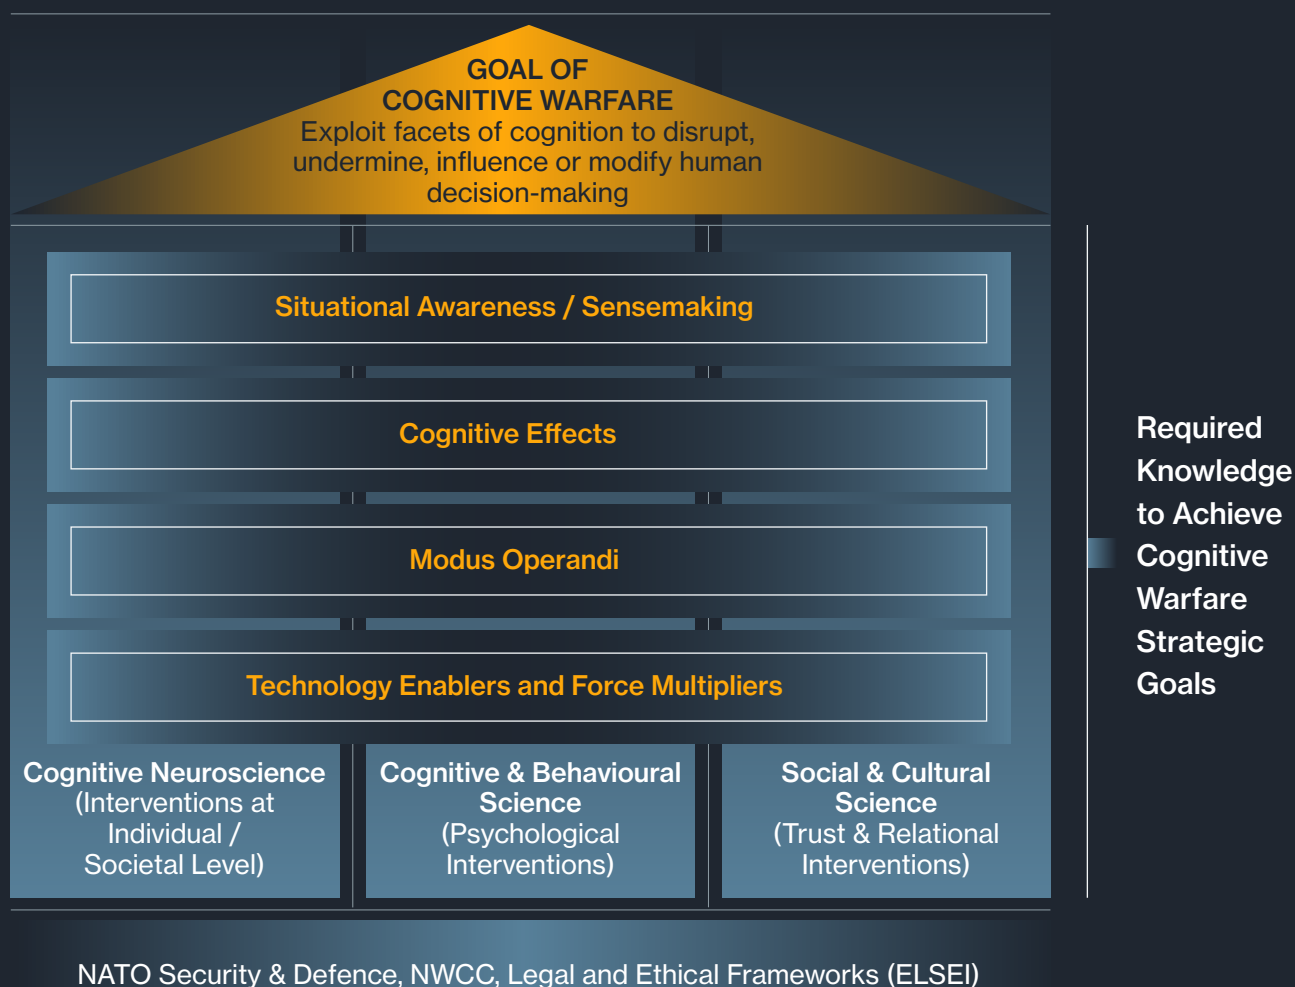 GOAL OF
COGNITIVE WARFARE
Exploit facets of cognition to disrupt,
undermine, influence or modify human
decision-making
Situational Awareness / Sensemaking
Cognitive Effects
Modus Operandi
Technology Enablers and Force Multipliers
Cognitive Neuroscience
(Interventions at
Individual /
Societal Level)
Cognitive & Behavioural
Science
(Psychological
Interventions)
Social & Cultural
Science
(Trust & Relational
Interventions)
Required
Knowledge
to Achieve
Cognitive
Warfare
Strategic
Goals
NATO Security & Defence, NWCC, Legal and Ethical Frameworks (ELSEI)